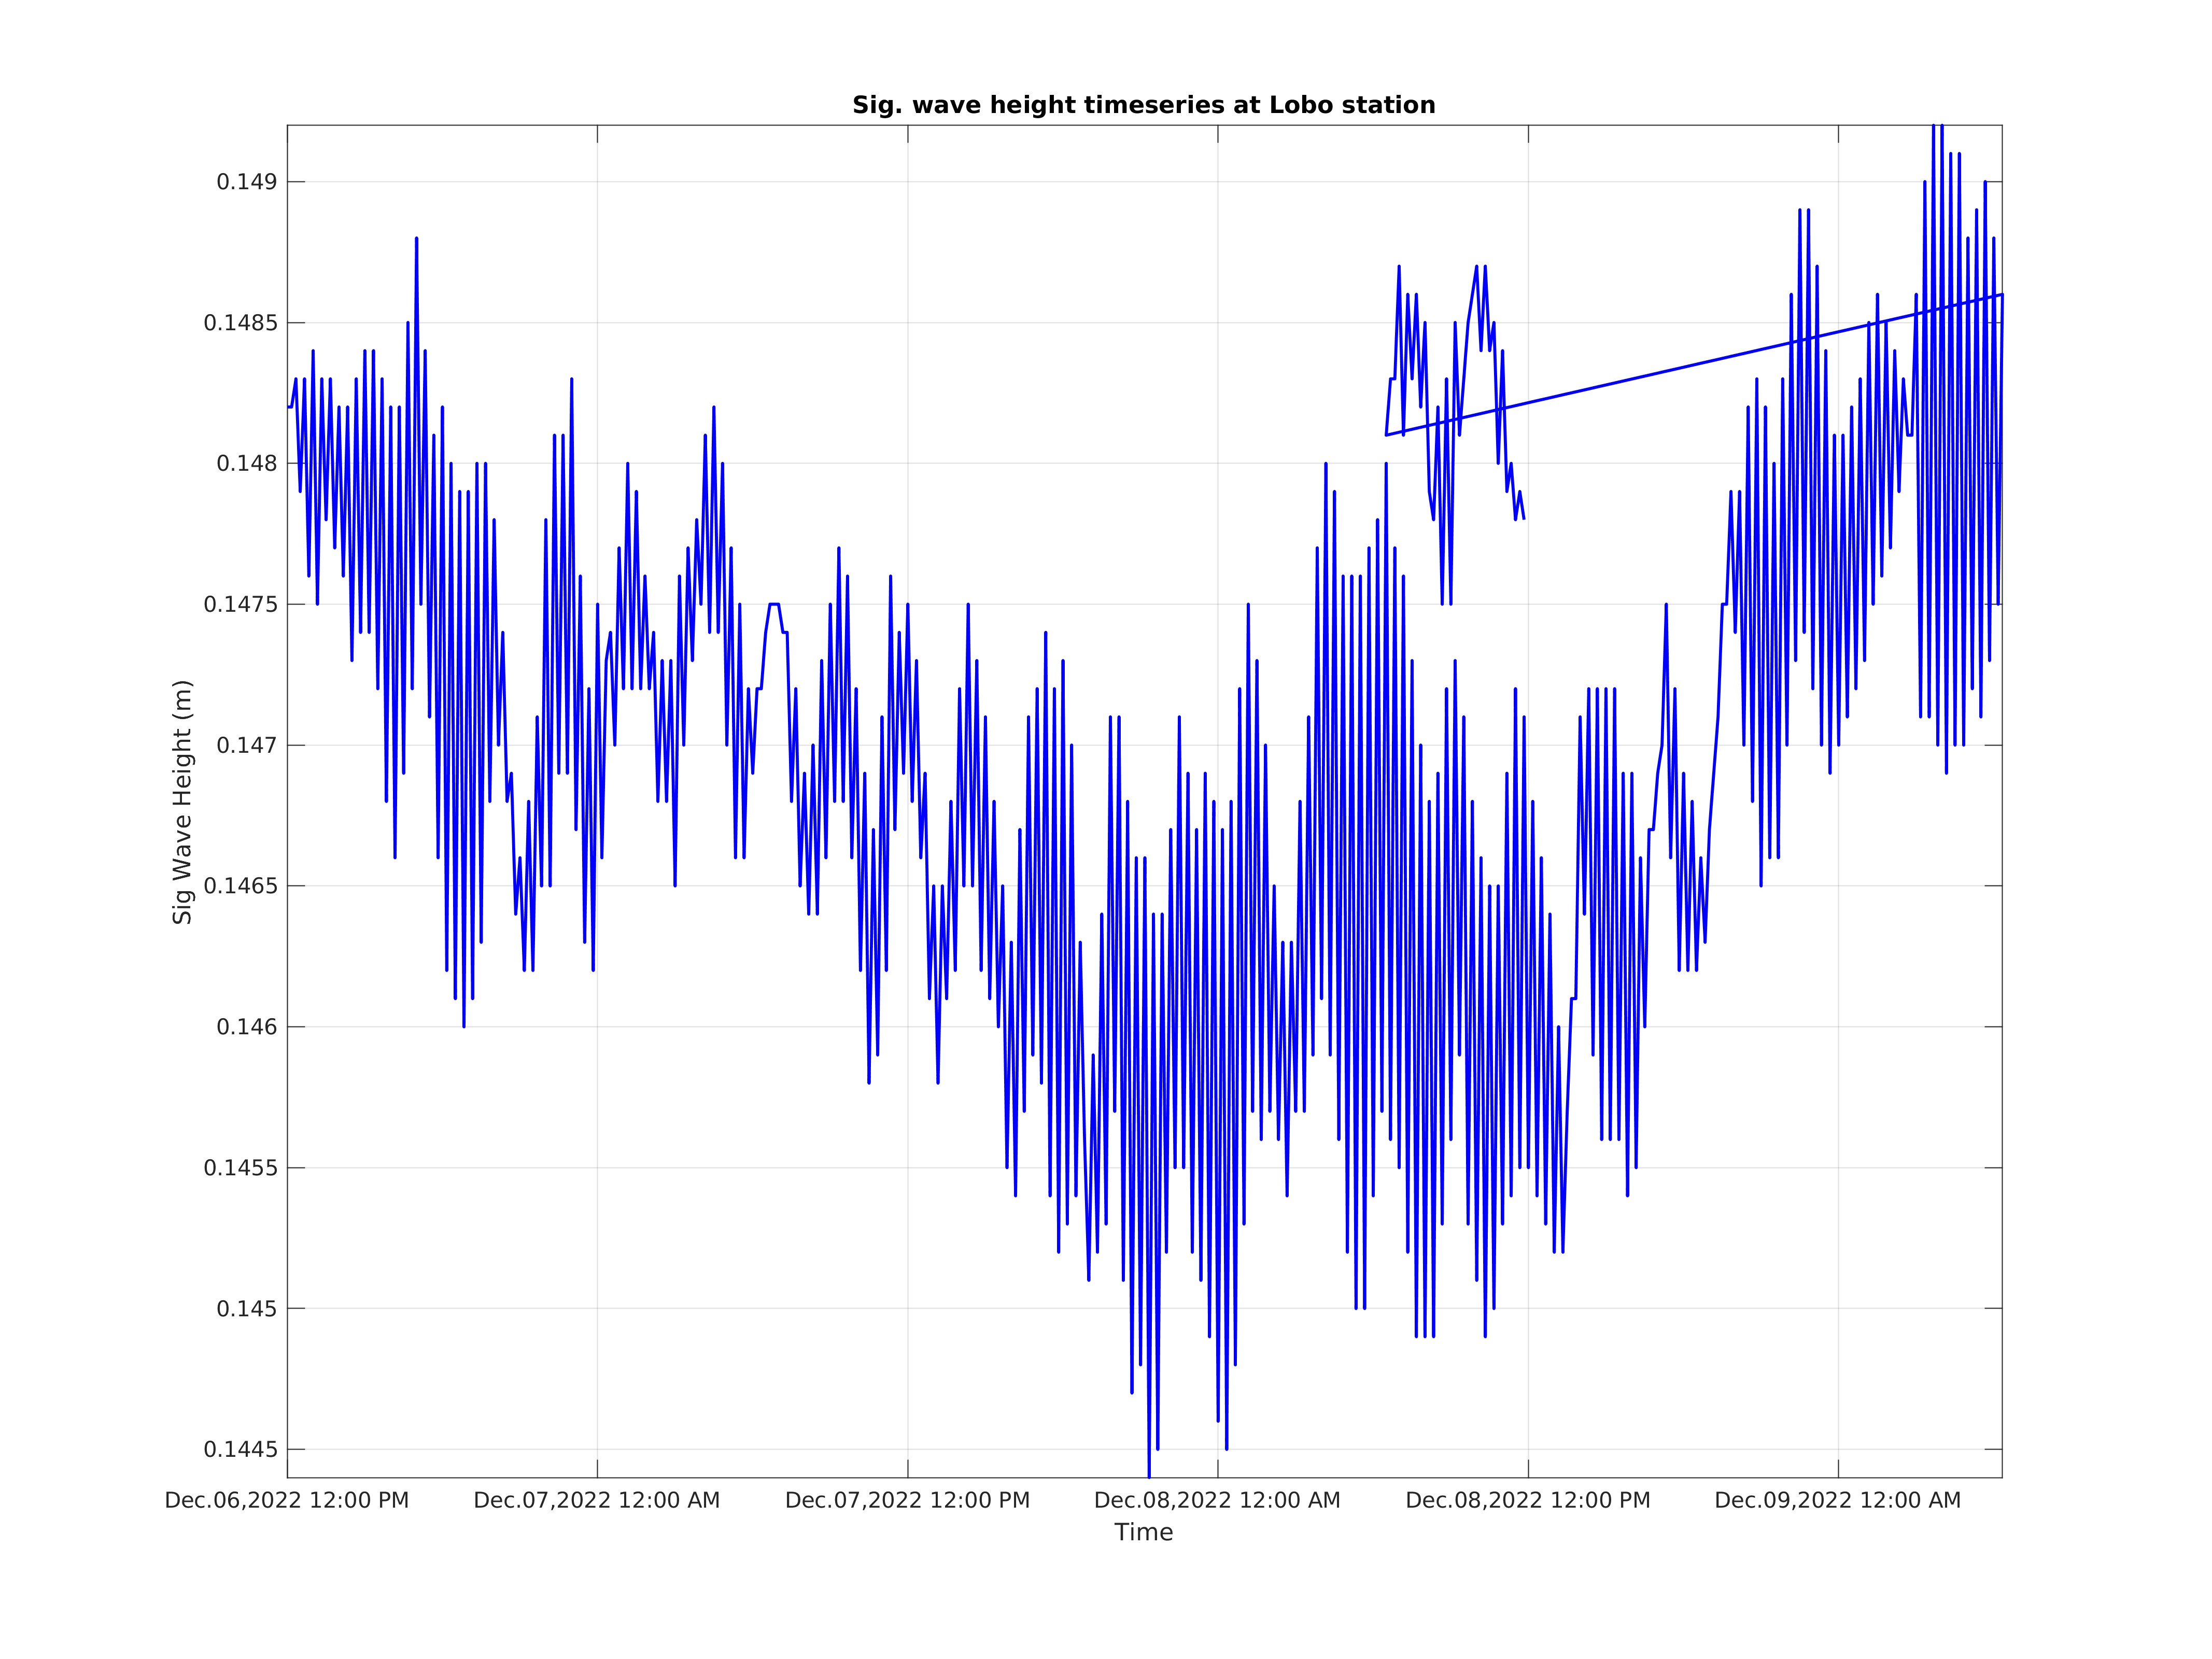 Sig. wave height timeseries at Lobo station
0.149
0.1485
0.148
0.1475
0.147
0.1465
0.146
0.1455
0.145
0.1445
Sig Wave Height (m)
Dec.06,2022 12:00 PM Dec.07,2022 12:00 AM Dec.07,2022 12:00 PM Dec.08,2022 12:00 AM Dec.08,2022 12:00 PM Dec.09,2022 12:00 AM
Time